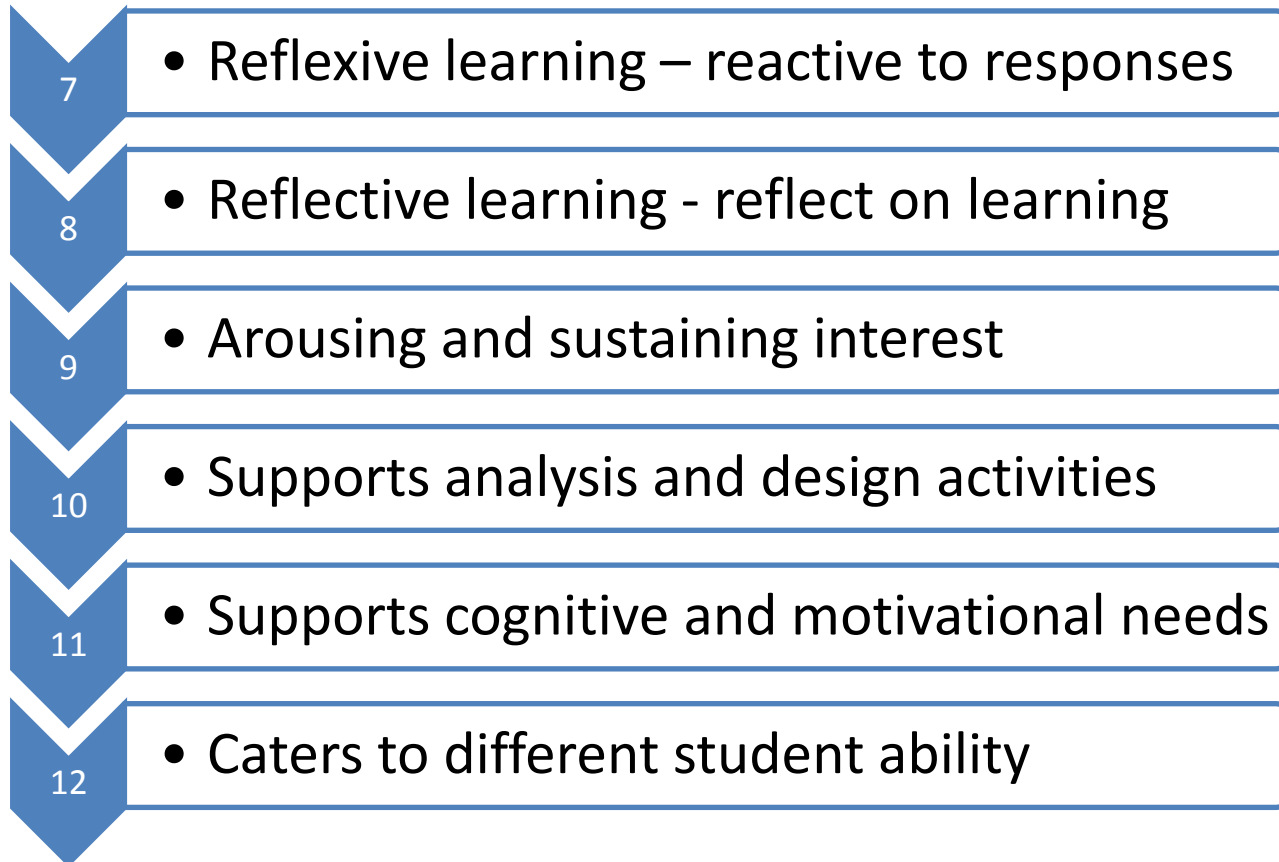 7
• Reflexive learning – reactive to responses
8
• Reflective learning - reflect on learning
9
• Arousing and sustaining interest
10
• Supports analysis and design activities
11
• Supports cognitive and motivational needs
12
• Caters to different student ability